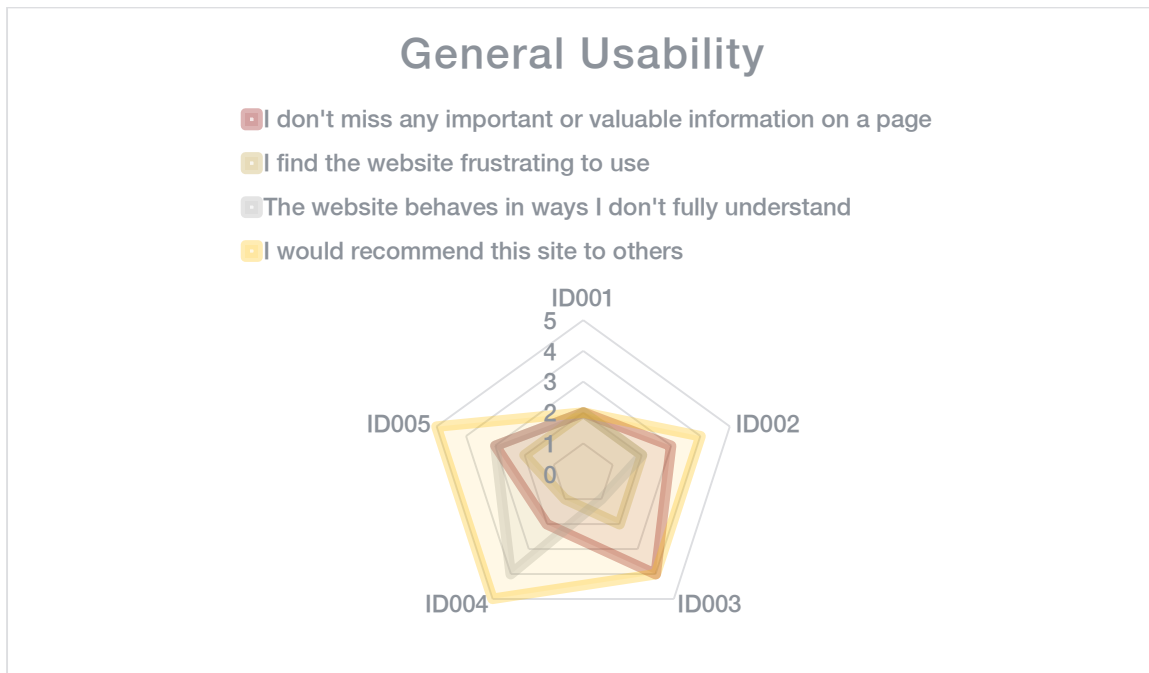 General Usability
I don't miss any important or valuable information on a page
I find the website frustrating to use
The website behaves in ways I don't fully understand
I would recommend this site to others
ID001
5
4
3
2
1
0
ID005
ID002
ID004
ID003